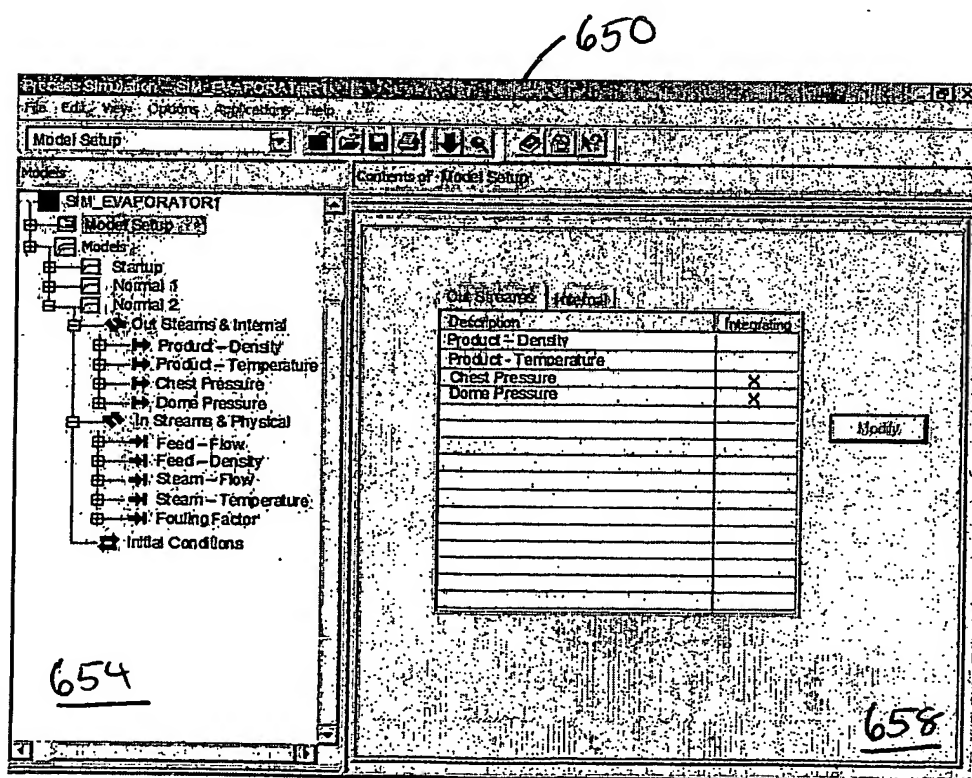 650
Process Simulation - SIM_EVAPORATOR1
File Edit View Options Applications Help
Model Setup
Models
Contents of 'Model Setup'
SIM_EVAPORATOR1
Model Setup
Models
Startup
Normal 1
Normal 2
Out Steams & Internal
Product - Density
Product - Temperature
Chest Pressure
Dome Pressure
In Streams & Physical
Feed - Flow
Feed - Density
Steam - Flow
Steam - Temperature
Fouling Factor
Initial Conditions
Out Streams Internal
Description Integrating
Product - Density
Product - Temperature
Chest Pressure X
Dome Pressure X
Modify
654
658